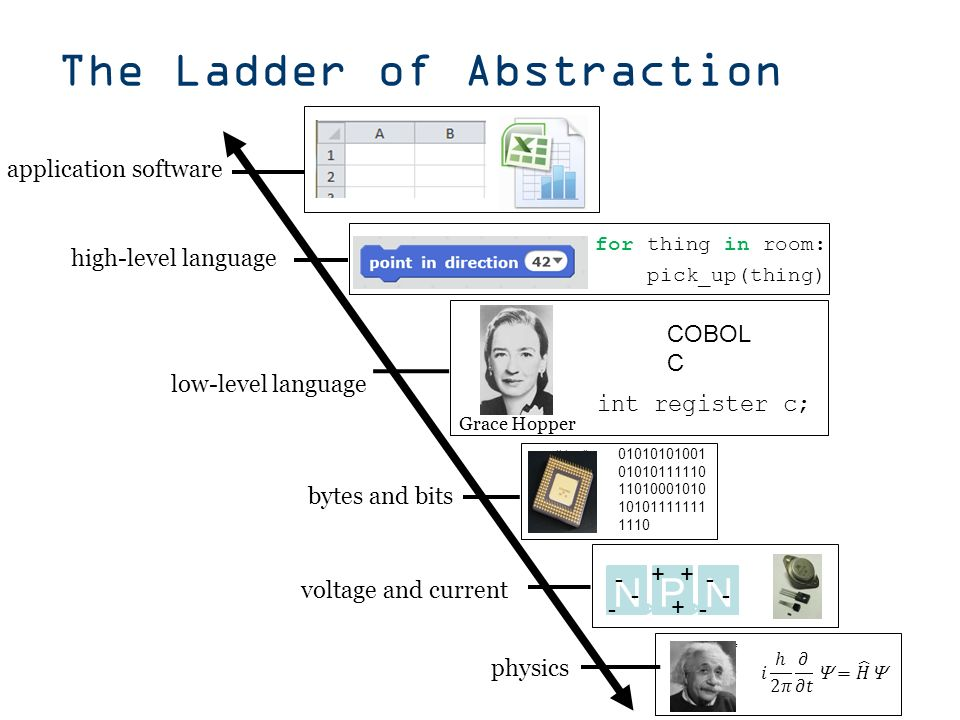 The Ladder of Abstraction
A B
1
2
application software
for thing in room:
point in direction 42
pick_up(thing)
high-level language
COBOL
C
low-level language
int register c;
Grace Hopper
01010101001
01010111110
11010001010
10101111111
1110
bytes and bits
- + + -
N P N
- - + - -
voltage and current
physics
i h/2π ∂/∂t Ψ = Ĥ Ψ